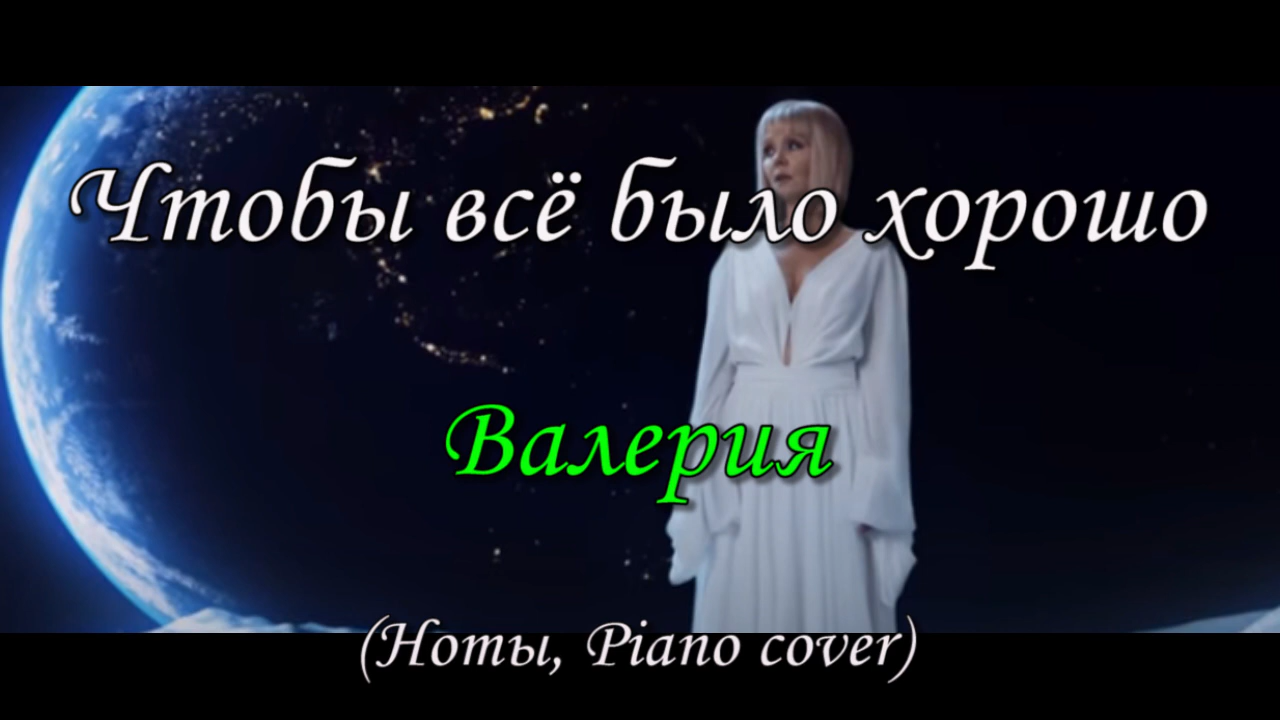 Чтобы всё было хорошо
Валерия
(Ноты, Piano cover)